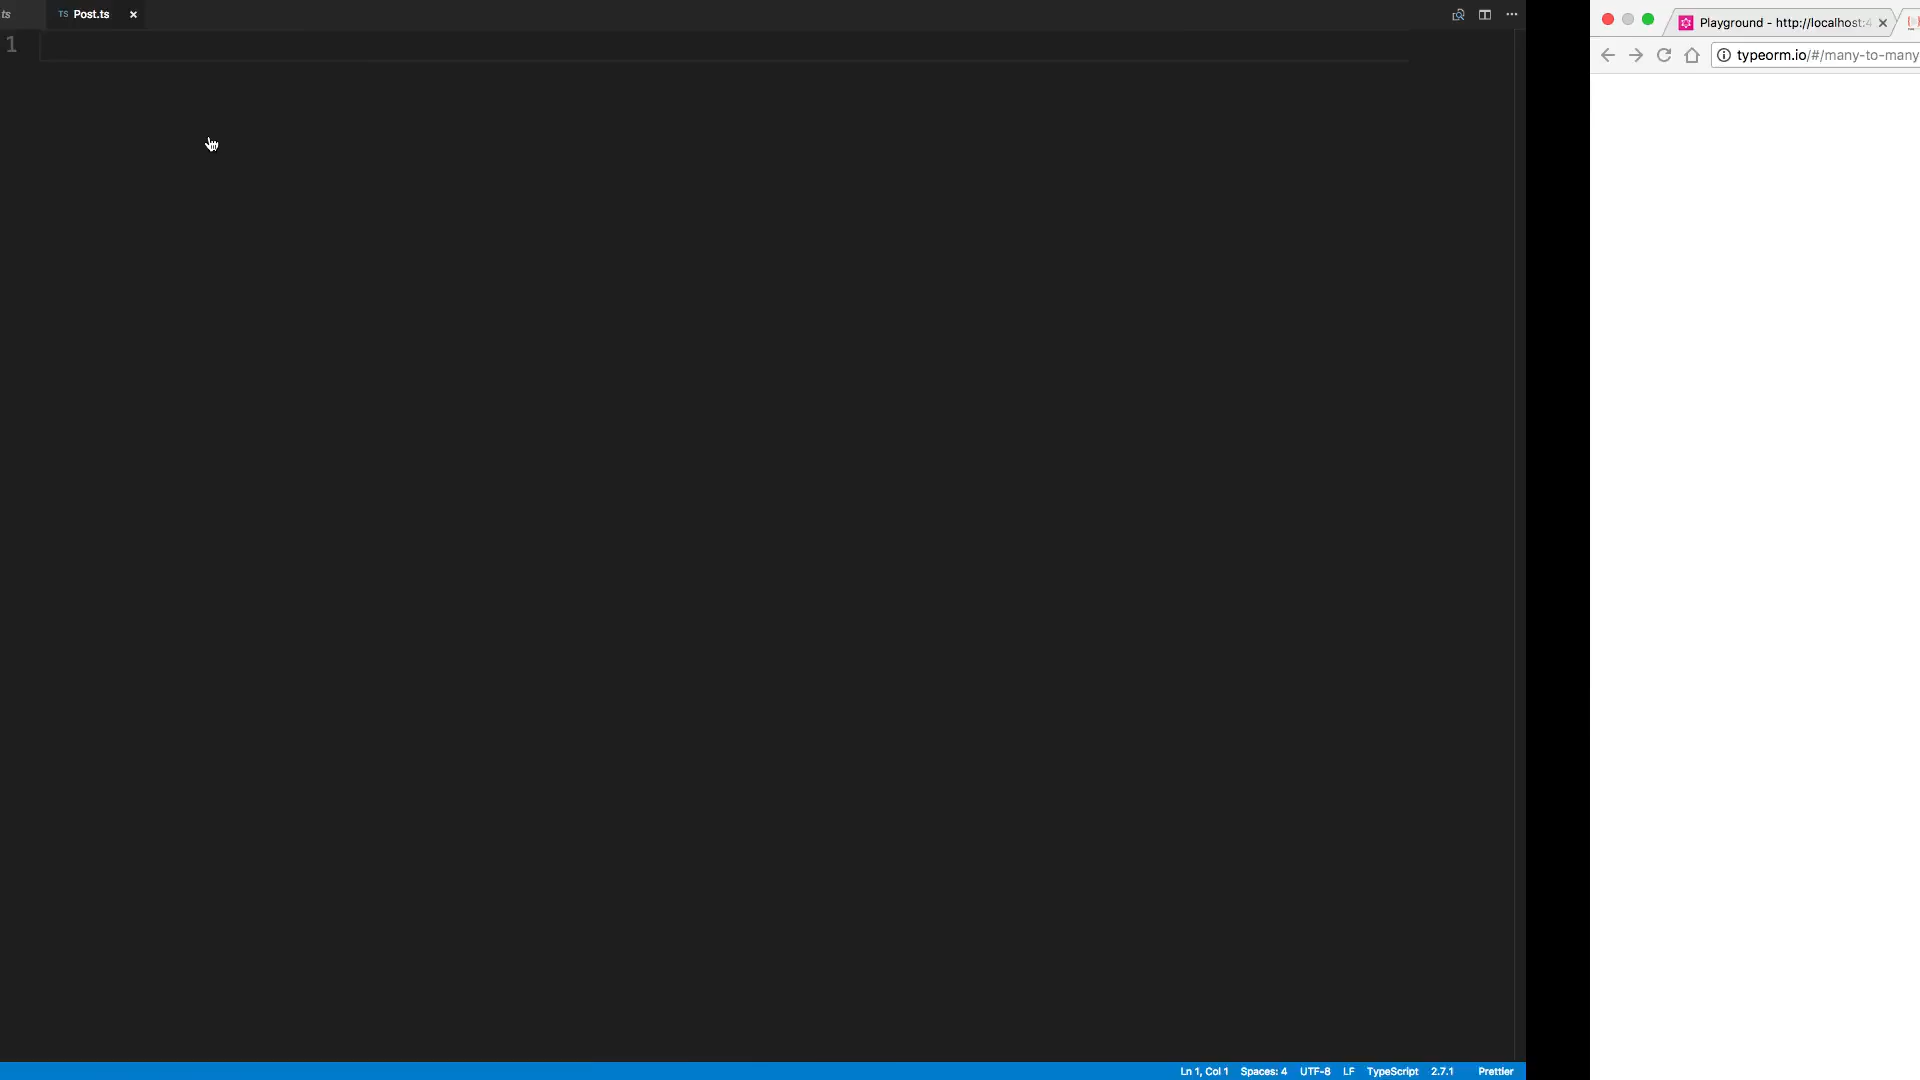 ts
TS Post.ts ×
1
Ln 1, Col 1 Spaces: 4 UTF-8 LF TypeScript 2.7.1 Prettier
Playground - http://localhost:4
typeorm.io/#/many-to-many